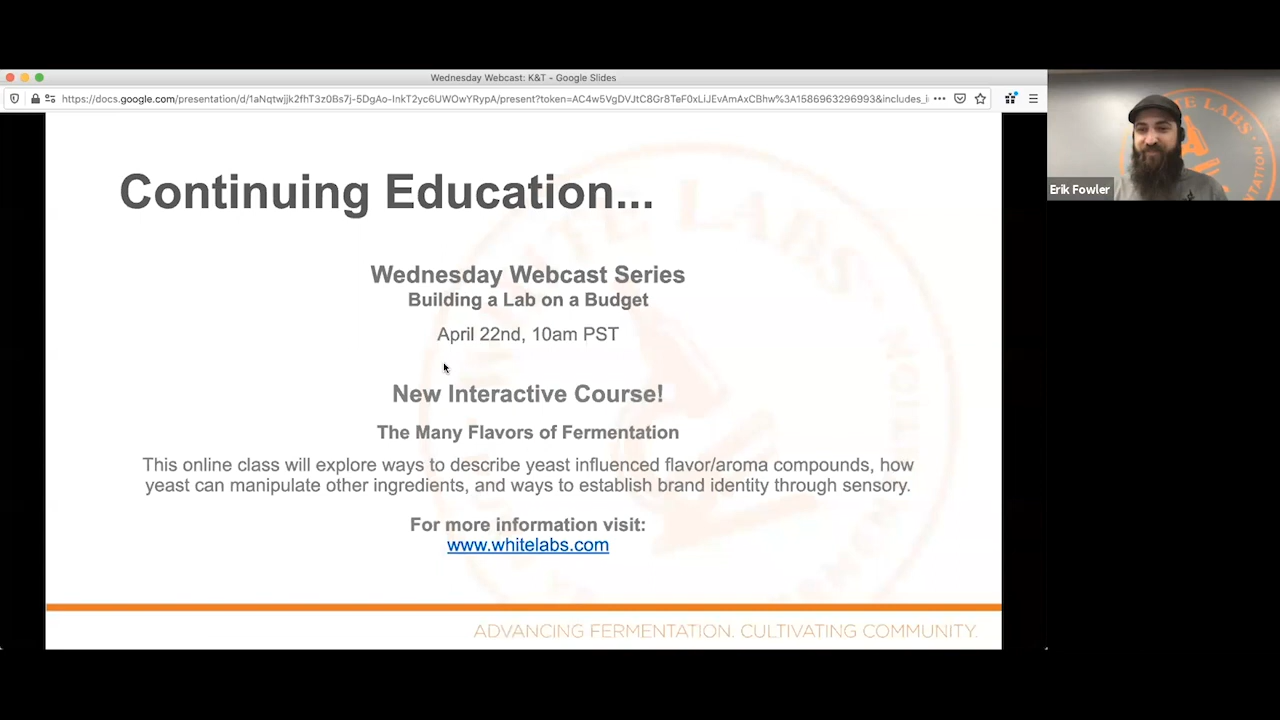 Wednesday Webcast: K&T - Google Slides
https://docs.google.com/presentation/d/1aNqtwjjk2fhT3z0Bs7j-5DgAo-InkT2yc6UWOwYRypA/present?token=AC4w5VgDVJtC8Gr8TeF0xLiJEvAmAxCBhw%3A1586963296993&includes_i
WHITE LABS
Erik Fowler
Continuing Education...
Wednesday Webcast Series
Building a Lab on a Budget
April 22nd, 10am PST
New Interactive Course!
The Many Flavors of Fermentation
This online class will explore ways to describe yeast influenced flavor/aroma compounds, how
yeast can manipulate other ingredients, and ways to establish brand identity through sensory.
For more information visit:
www.whitelabs.com
ADVANCING FERMENTATION. CULTIVATING COMMUNITY.